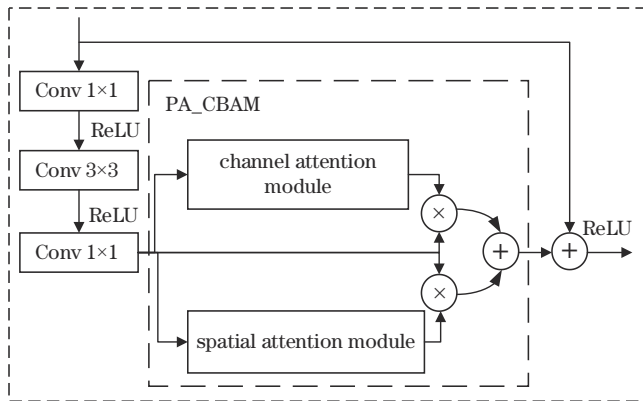 Conv 1×1
PA_CBAM
ReLU
Conv 3×3
channel attention
module
ReLU
×
ReLU
Conv 1×1
+
+
×
spatial attention module